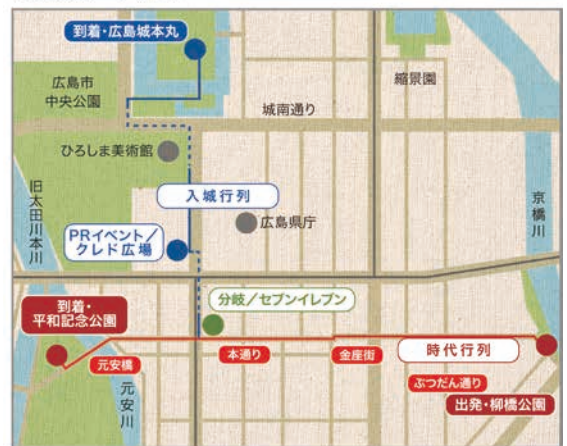 到着・広島城本丸
広島市
中央公園
縮景園
城南通り
ひろしま美術館
旧太田川本川
入城行列
京橋川
広島県庁
PRイベント／
クレド広場
分岐／セブンイレブン
到着・
平和記念公園
元安橋
本通り
金座街
時代行列
ぶつだん通り
出発・柳橋公園
元安川